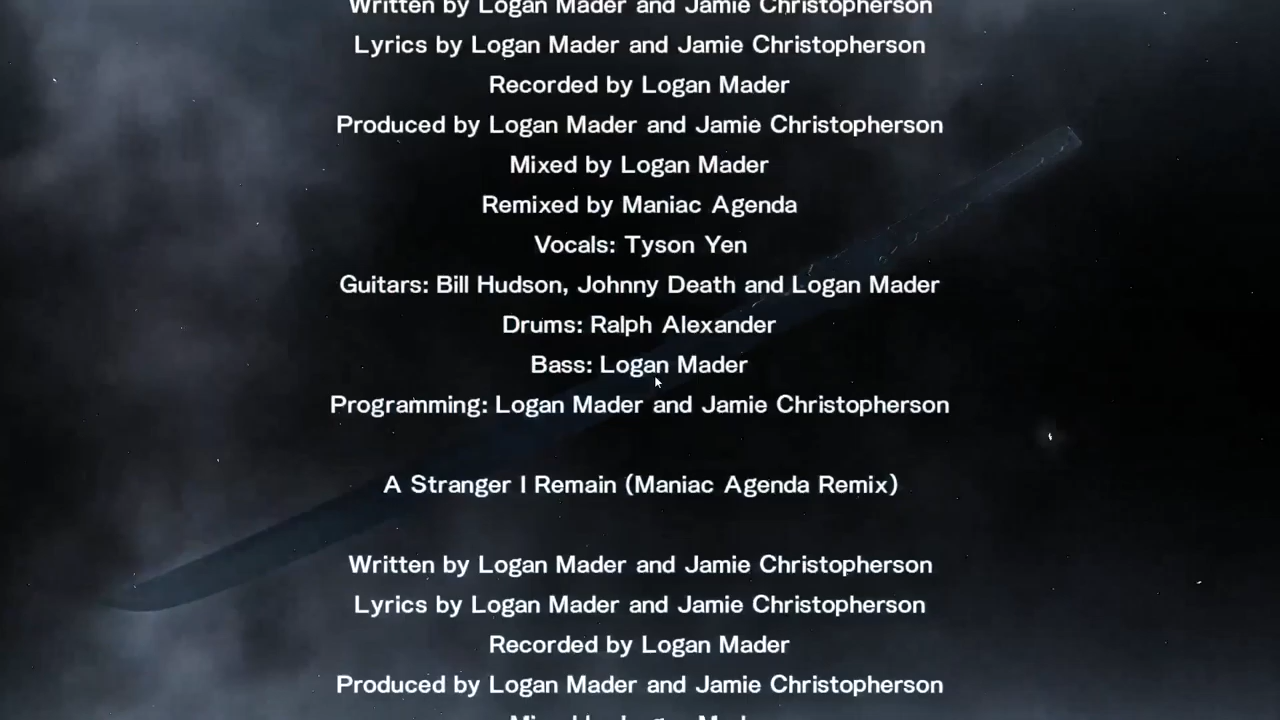 Written by Logan Mader and Jamie Christopherson
Lyrics by Logan Mader and Jamie Christopherson
Recorded by Logan Mader
Produced by Logan Mader and Jamie Christopherson
Mixed by Logan Mader
Remixed by Maniac Agenda
Vocals: Tyson Yen
Guitars: Bill Hudson, Johnny Death and Logan Mader
Drums: Ralph Alexander
Bass: Logan Mader
Programming: Logan Mader and Jamie Christopherson
A Stranger I Remain (Maniac Agenda Remix)
Written by Logan Mader and Jamie Christopherson
Lyrics by Logan Mader and Jamie Christopherson
Recorded by Logan Mader
Produced by Logan Mader and Jamie Christopherson
Mixed by Logan Mader